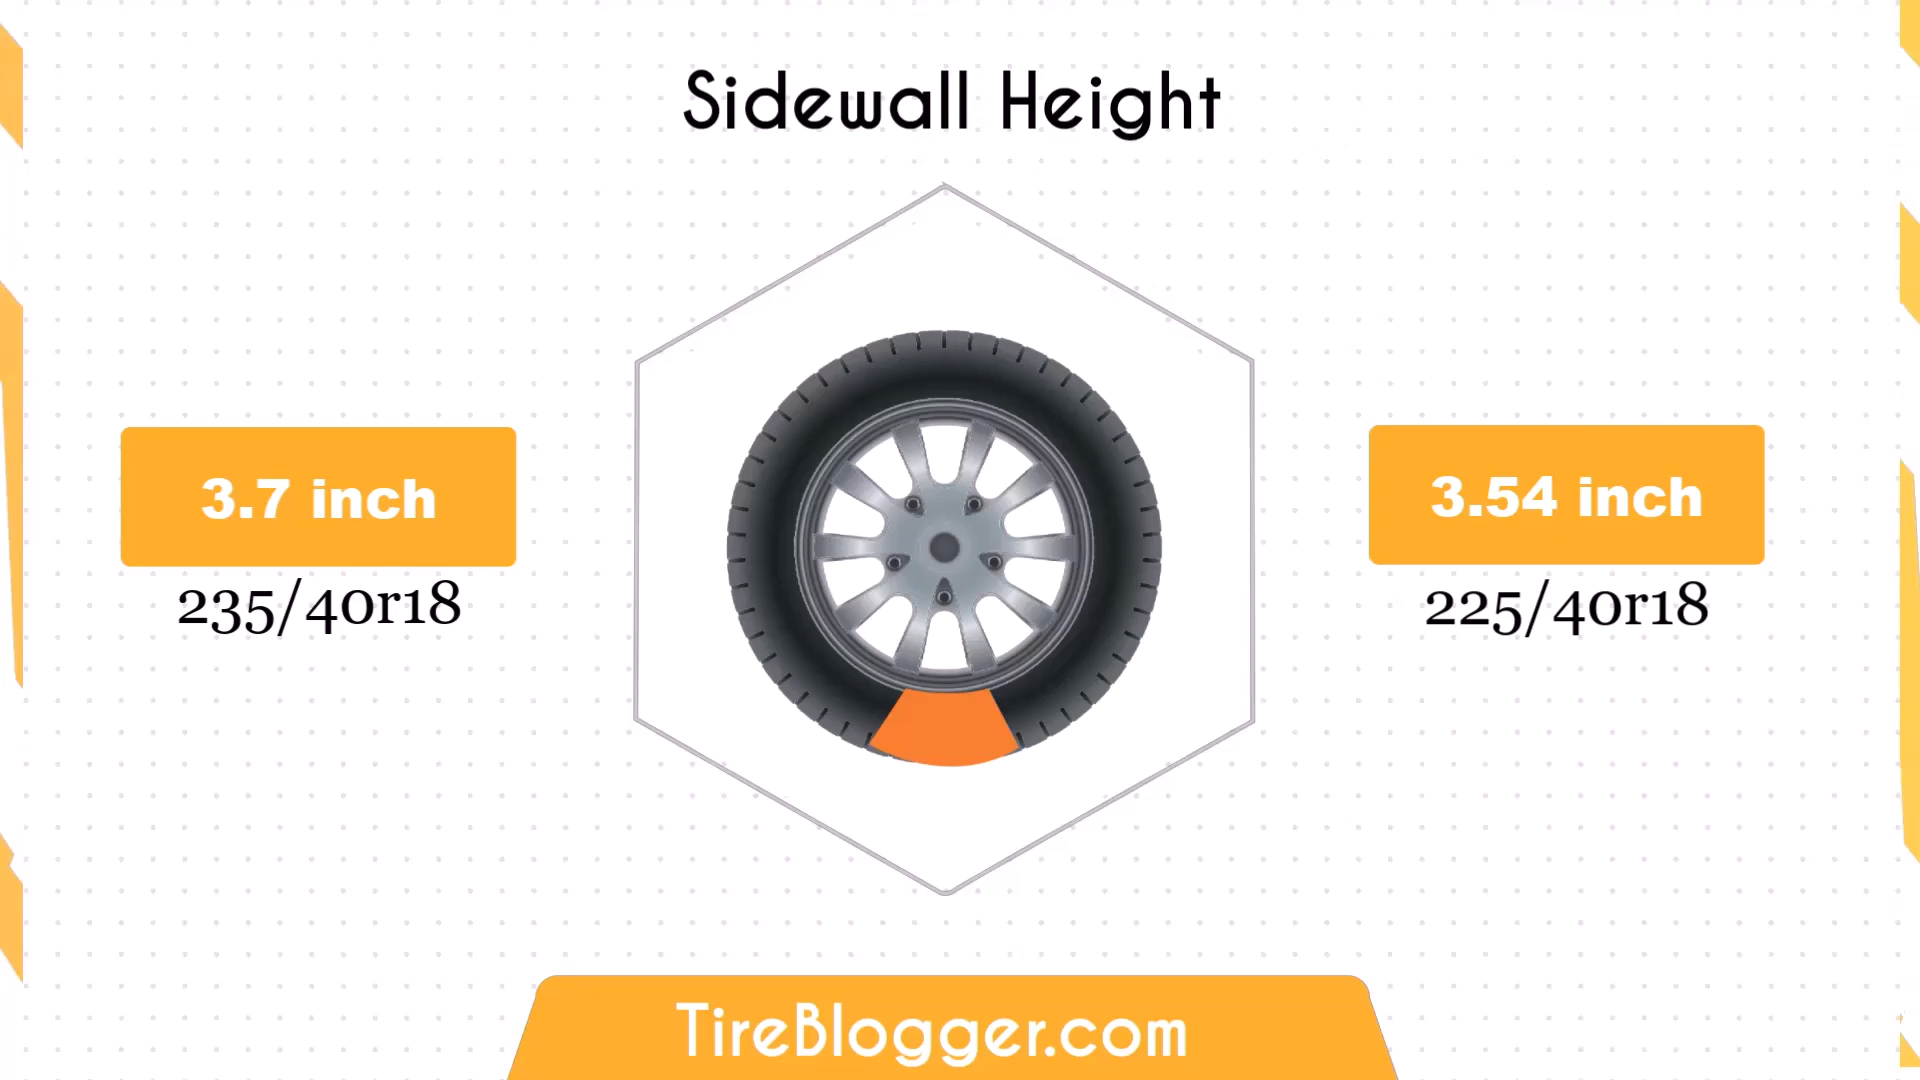 Sidewall Height
3.7 inch
235/40r18
3.54 inch
225/40r18
TireBlogger.com